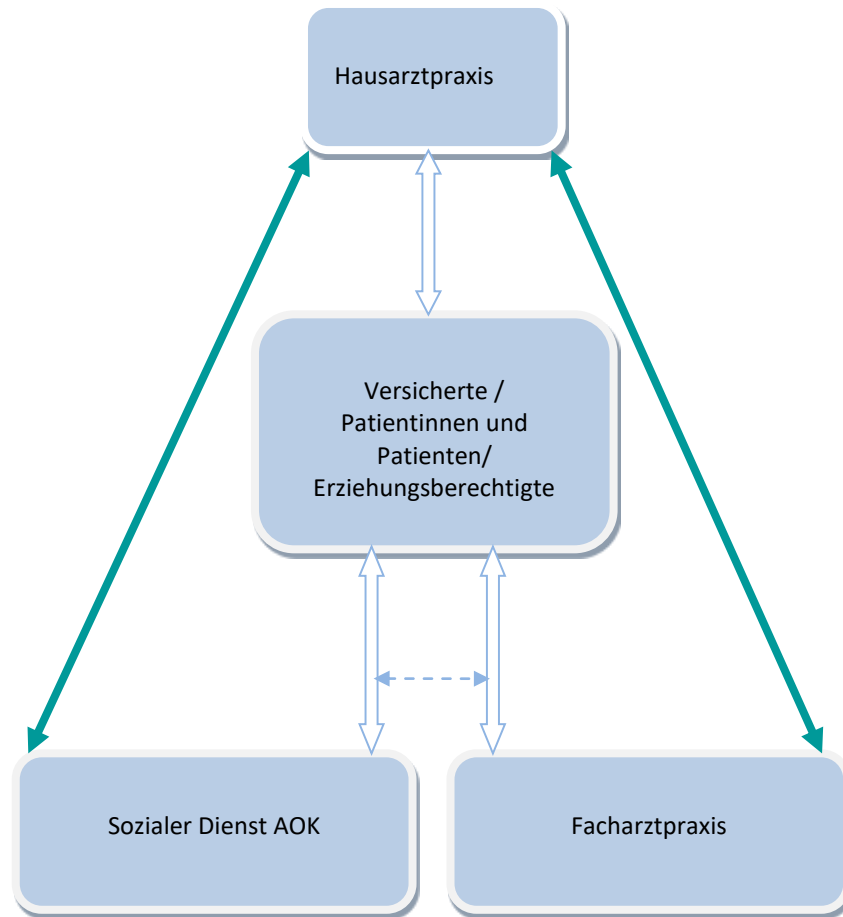 Hausarztpraxis
Versicherte /
Patientinnen und
Patienten/
Erziehungsberechtigte
Sozialer Dienst AOK
Facharztpraxis